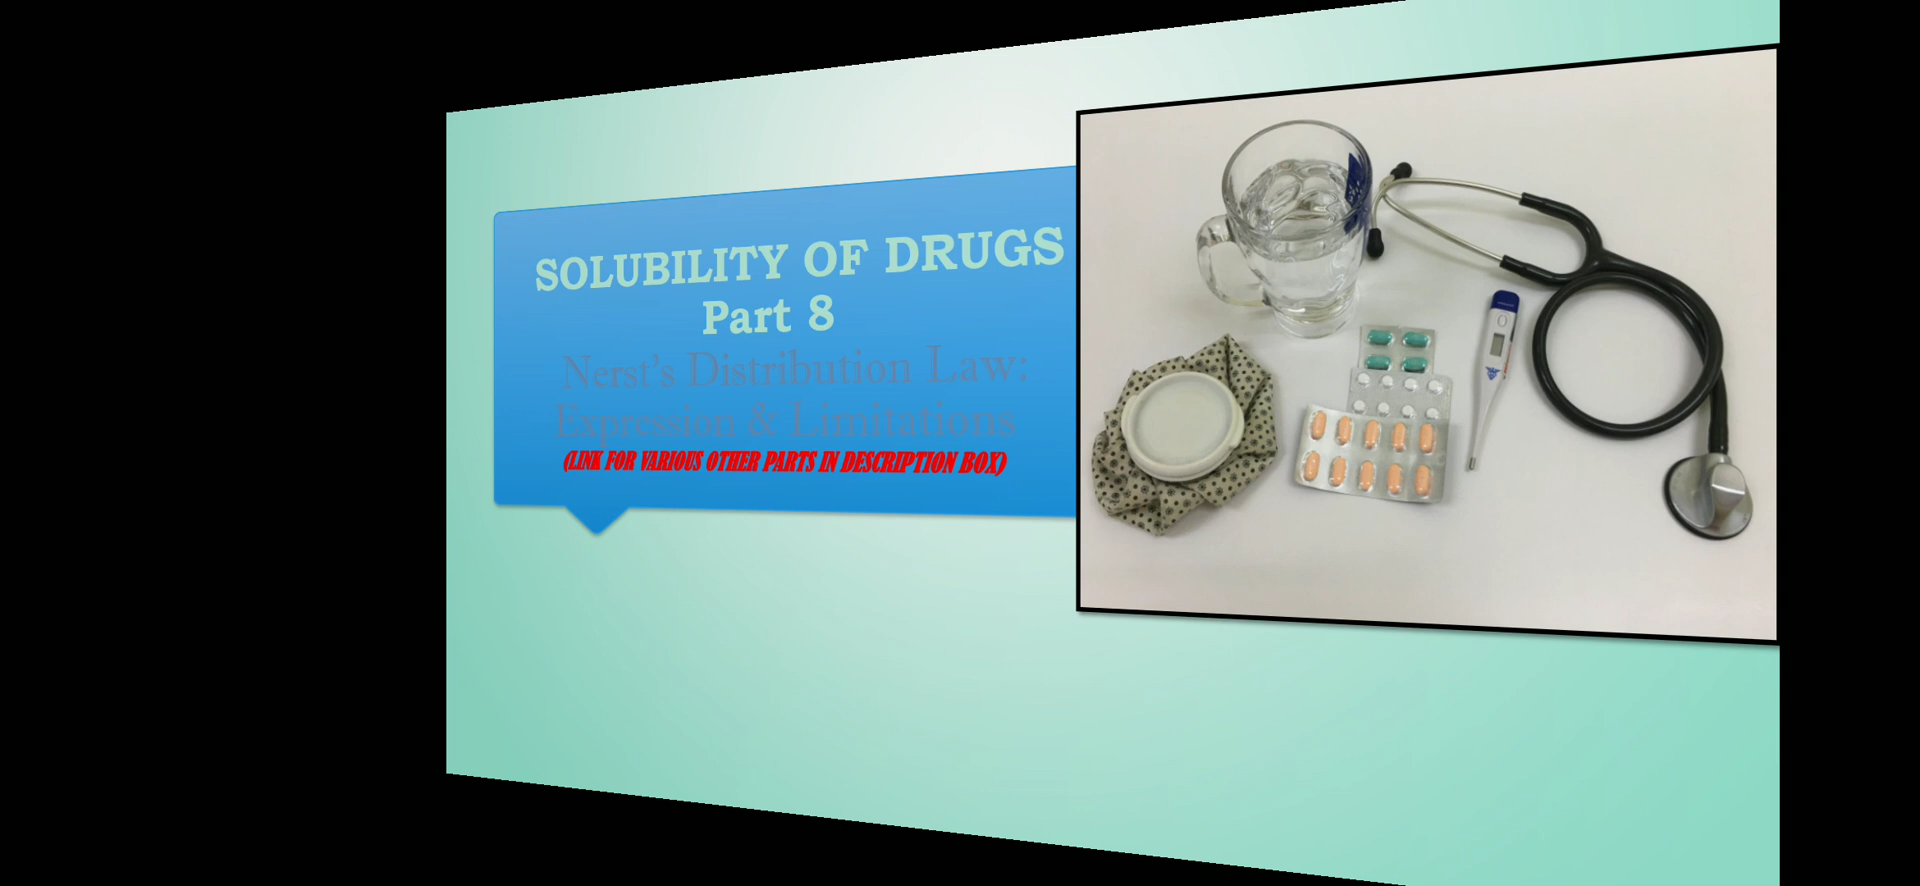 SOLUBILITY OF DRUGS
Part 8
Nerst's Distribution Law:
Expression & Limitations
(LINK FOR VARIOUS OTHER PARTS IN DESCRIPTION BOX)